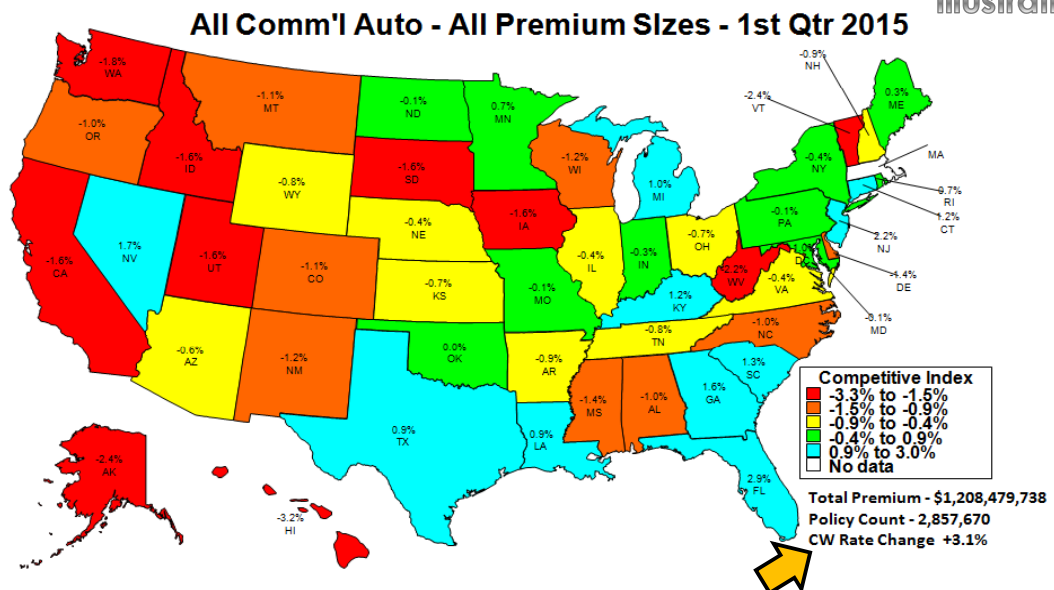 All Comm'l Auto - All Premium SIzes - 1st Qtr 2015
-1.8%
WA
-1.0%
OR
-1.6%
CA
1.7%
NV
-1.6%
ID
-1.1%
MT
-0.8%
WY
-1.6%
UT
-1.1%
CO
-0.6%
AZ
-1.2%
NM
-0.1%
ND
-1.6%
SD
-0.4%
NE
-0.7%
KS
0.0%
OK
0.9%
TX
0.7%
MN
-1.6%
IA
-0.1%
MO
-0.9%
AR
0.9%
LA
-1.2%
WI
-0.4%
IL
1.0%
MI
-0.3%
IN
-0.7%
OH
1.2%
KY
-0.8%
TN
-1.4%
MS
-1.0%
AL
1.6%
GA
2.9%
FL
1.3%
SC
-1.0%
NC
-0.4%
VA
-2.2%
WV
-0.1%
PA
-0.4%
NY
-2.4%
VT
-0.9%
NH
0.3%
ME
MA
RI
CT
2.2%
NJ
DE
MD
-2.4%
AK
-3.2%
HI
Competitive Index
-3.3% to -1.5%
-1.5% to -0.9%
-0.9% to -0.4%
-0.4% to 0.9%
0.9% to 3.0%
No data
Total Premium - $1,208,479,738
Policy Count - 2,857,670
CW Rate Change +3.1%